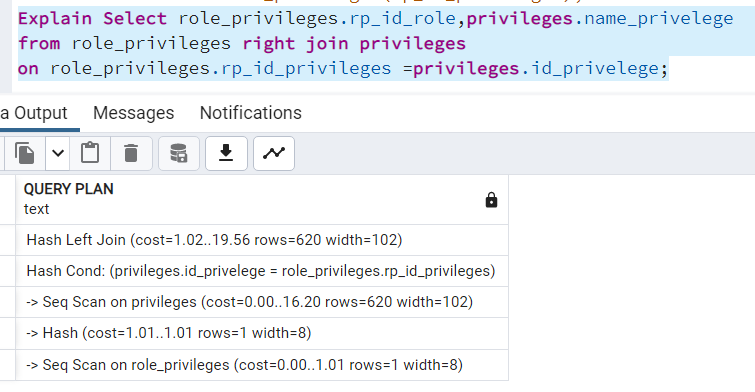 Explain Select role_privileges.rp_id_role,privileges.name_privelege
from role_privileges right join privileges
on role_privileges.rp_id_privileges =privileges.id_privelege;
a Output Messages Notifications
QUERY PLAN
text
Hash Left Join (cost=1.02..19.56 rows=620 width=102)
Hash Cond: (privileges.id_privelege = role_privileges.rp_id_privileges)
-> Seq Scan on privileges (cost=0.00..16.20 rows=620 width=102)
-> Hash (cost=1.01..1.01 rows=1 width=8)
-> Seq Scan on role_privileges (cost=0.00..1.01 rows=1 width=8)